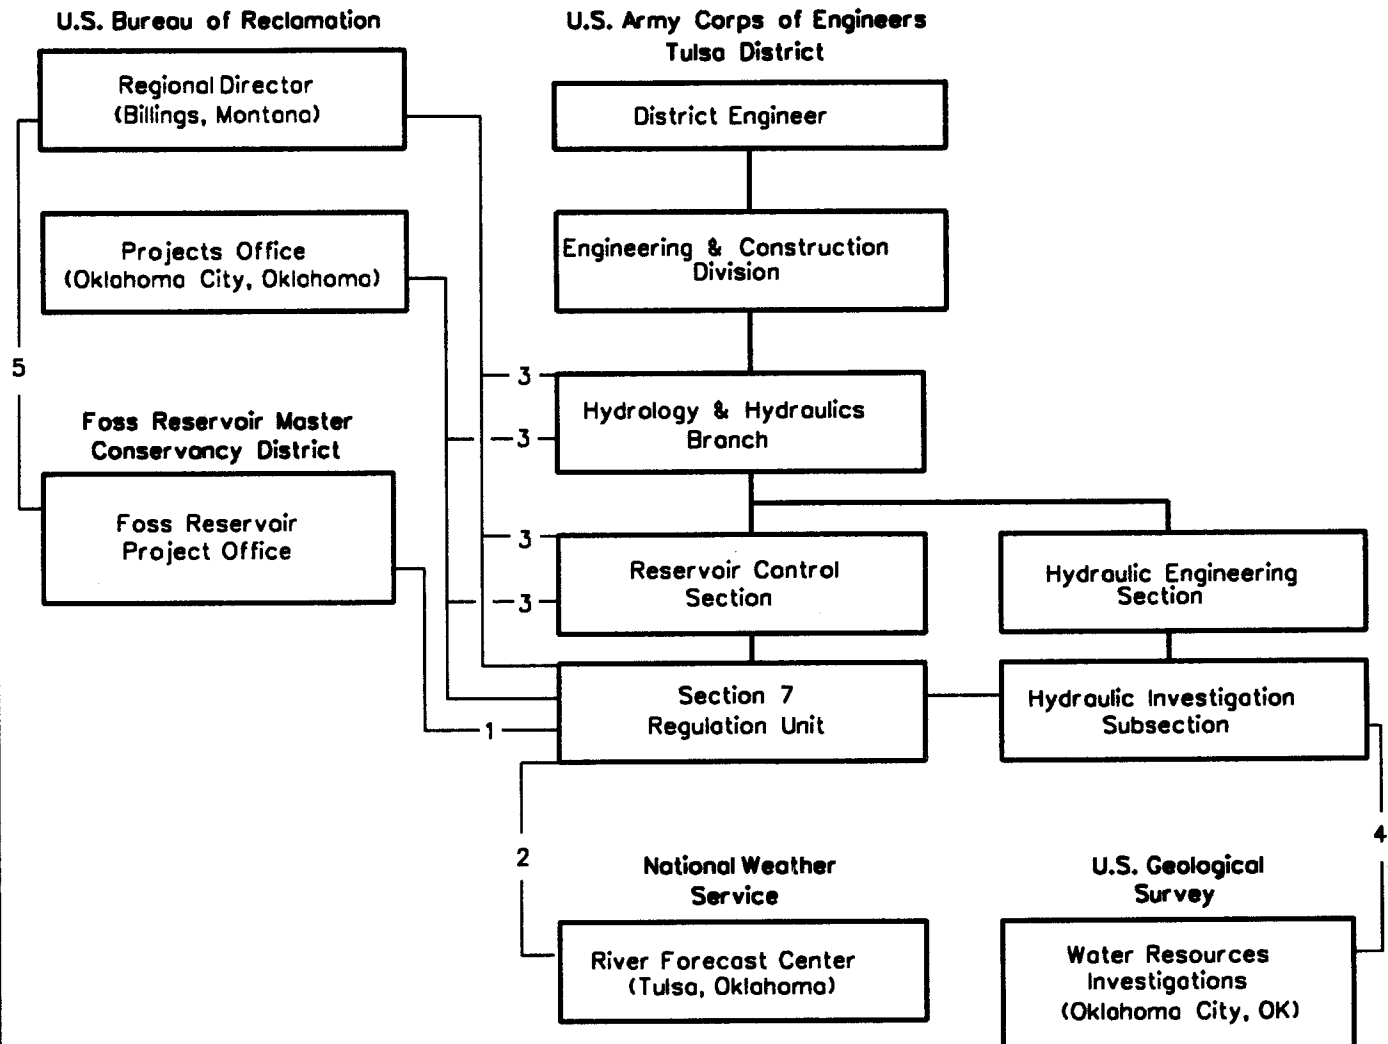 U.S. Bureau of Reclamation
Regional Director
(Billings, Montana)
Projects Office
(Oklahoma City, Oklahoma)
5
Foss Reservoir Master
Conservancy District
Foss Reservoir
Project Office
U.S. Army Corps of Engineers
Tulsa District
District Engineer
Engineering & Construction
Division
3
Hydrology & Hydraulics
3
Branch
3
Reservoir Control
Section
3
Hydraulic Engineering
Section
Section 7
Regulation Unit
1
Hydraulic Investigation
Subsection
2
4
National Weather
Service
River Forecast Center
(Tulsa, Oklahoma)
U.S. Geological
Survey
Water Resources
Investigations
(Oklahoma City, OK)